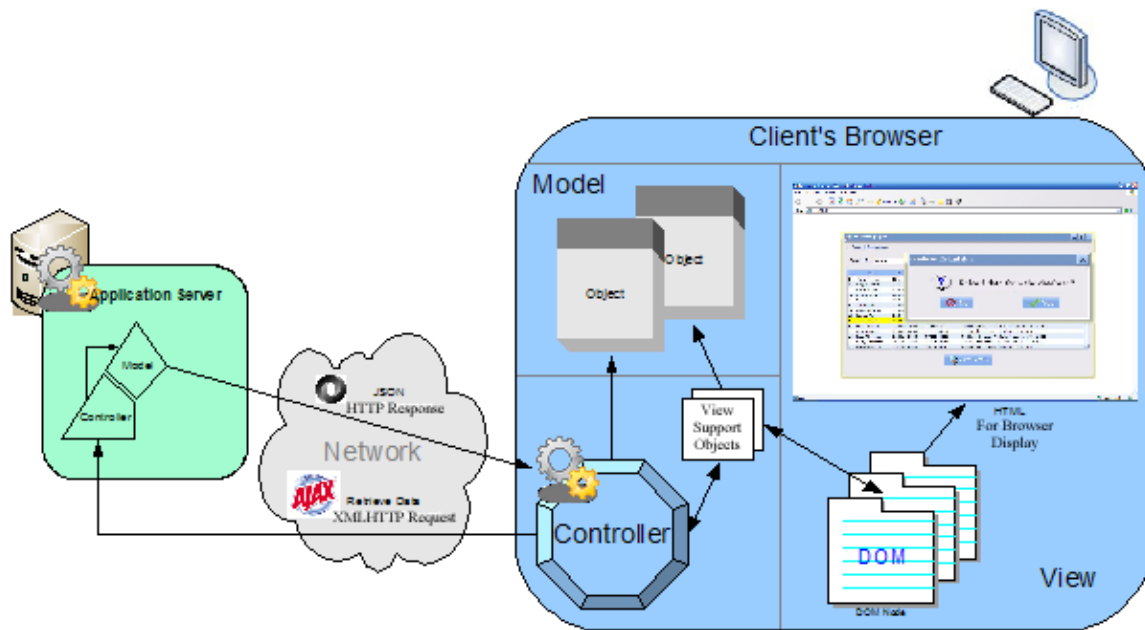 Client's Browser
Model
Object
Object
Application Server
Model
Controller
JSON
HTTP Response
Network
AJAX
Retrieve Data
XMLHTTP Request
View
Support
Objects
Controller
HTML
For Browser
Display
DOM
DOM Node
View